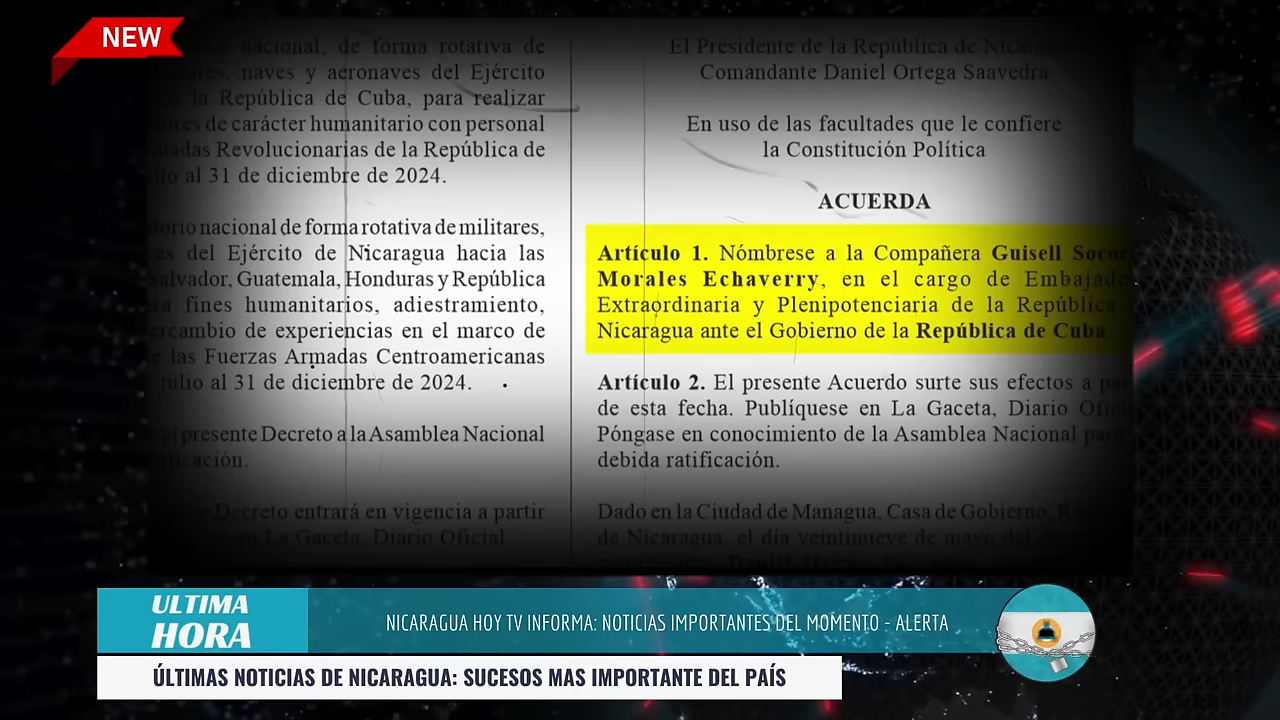 NEW
nacional, de forma rotativa de
naves y aeronaves del Ejército
la República de Cuba, para realizar
de carácter humanitario con personal
Revolucionarias de la República de
al 31 de diciembre de 2024.
nacional de forma rotativa de militares,
del Ejército de Nicaragua hacia las
Salvador, Guatemala, Honduras y República
fines humanitarios, adiestramiento,
de experiencias en el marco de
las Fuerzas Armadas Centroamericanas
julio al 31 de diciembre de 2024.
presente Decreto a la Asamblea Nacional
Decreto entrará en vigencia a partir
La Gaceta, Diario Oficial
El Presidente de la República de
Comandante Daniel Ortega Saavedra
En uso de las facultades que le confiere
la Constitución Política
ACUERDA
Artículo 1. Nómbrese a la Compañera Guisell
Morales Echaverry, en el cargo de
Extraordinaria y Plenipotenciaria de la República
Nicaragua ante el Gobierno de la República de Cuba
Artículo 2. El presente Acuerdo surte sus efectos a
de esta fecha. Publíquese en La Gaceta, Diario
Póngase en conocimiento de la Asamblea Nacional
debida ratificación.
Dado en la Ciudad de Managua, Casa de Gobierno,
de Nicaragua, el día veintinueve de mayo del
ULTIMA
HORA
NICARAGUA HOY TV INFORMA: NOTICIAS IMPORTANTES DEL MOMENTO - ALERTA
ÚLTIMAS NOTICIAS DE NICARAGUA: SUCESOS MAS IMPORTANTE DEL PAÍS